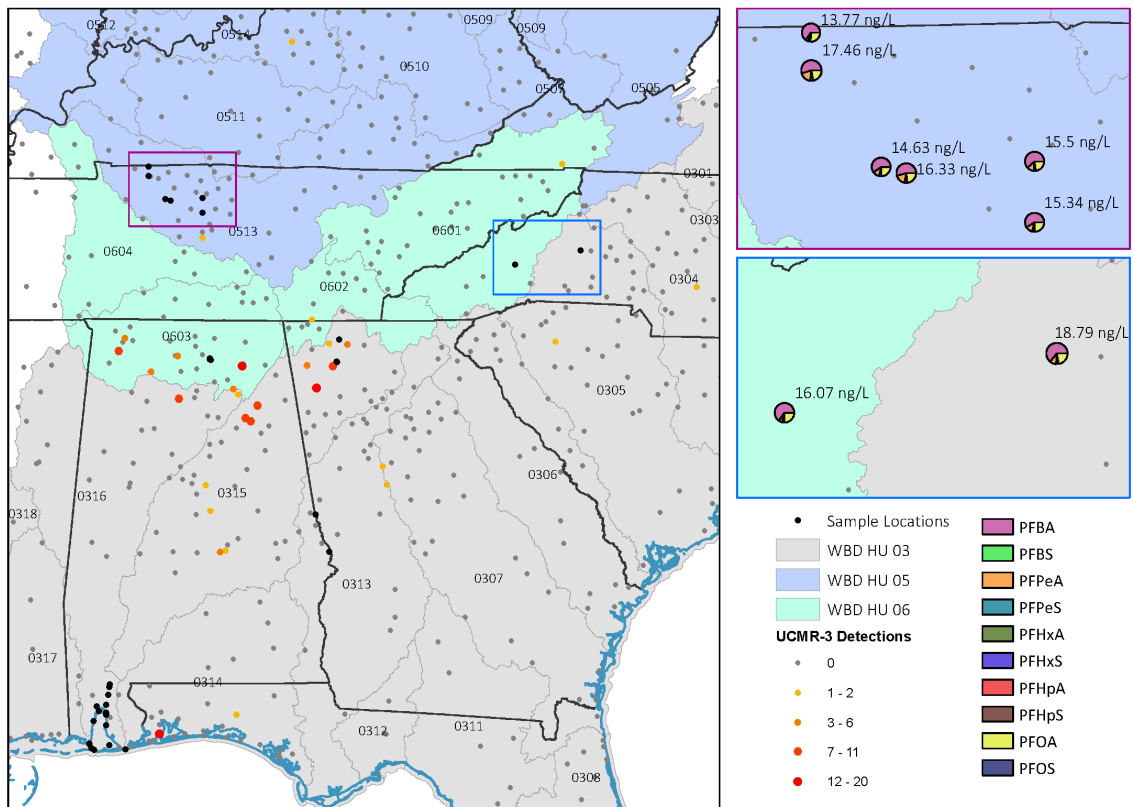 0512
0514
0509
0509
0510
0507
0505
0511
0301
0303
0513
0601
0604
0602
0304
0603
0305
0306
0316
0315
0318
0313
0307
0317
0314
0312
0311
0308
13.77 ng/L
17.46 ng/L
14.63 ng/L
16.33 ng/L
15.5 ng/L
15.34 ng/L
18.79 ng/L
16.07 ng/L
Sample Locations
WBD HU 03
WBD HU 05
WBD HU 06
UCMR-3 Detections
0
1 - 2
3 - 6
7 - 11
12 - 20
PFBA
PFBS
PFPeA
PFPeS
PFHxA
PFHxS
PFHpA
PFHpS
PFOA
PFOS